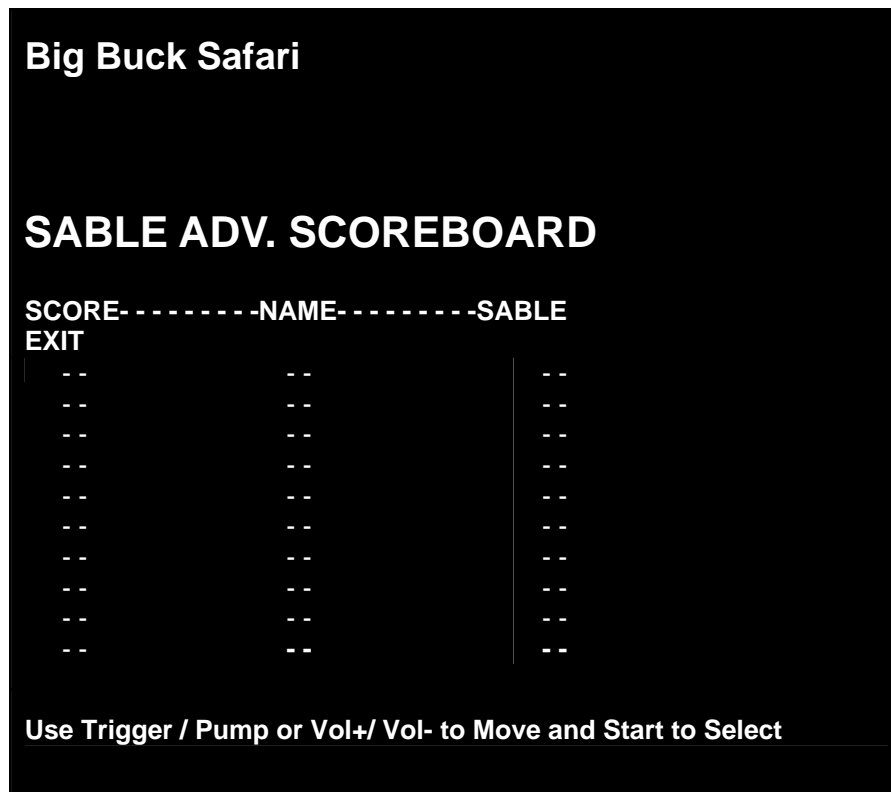 Big Buck Safari
SABLE ADV. SCOREBOARD
SCORE- - - - - - - - -NAME- - - - - - - - -SABLE
EXIT
- - - - - -
- - - - - -
- - - - - -
- - - - - -
- - - - - -
- - - - - -
- - - - - -
- - - - - -
- - - - - -
- - - - - -
Use Trigger / Pump or Vol+/ Vol- to Move and Start to Select